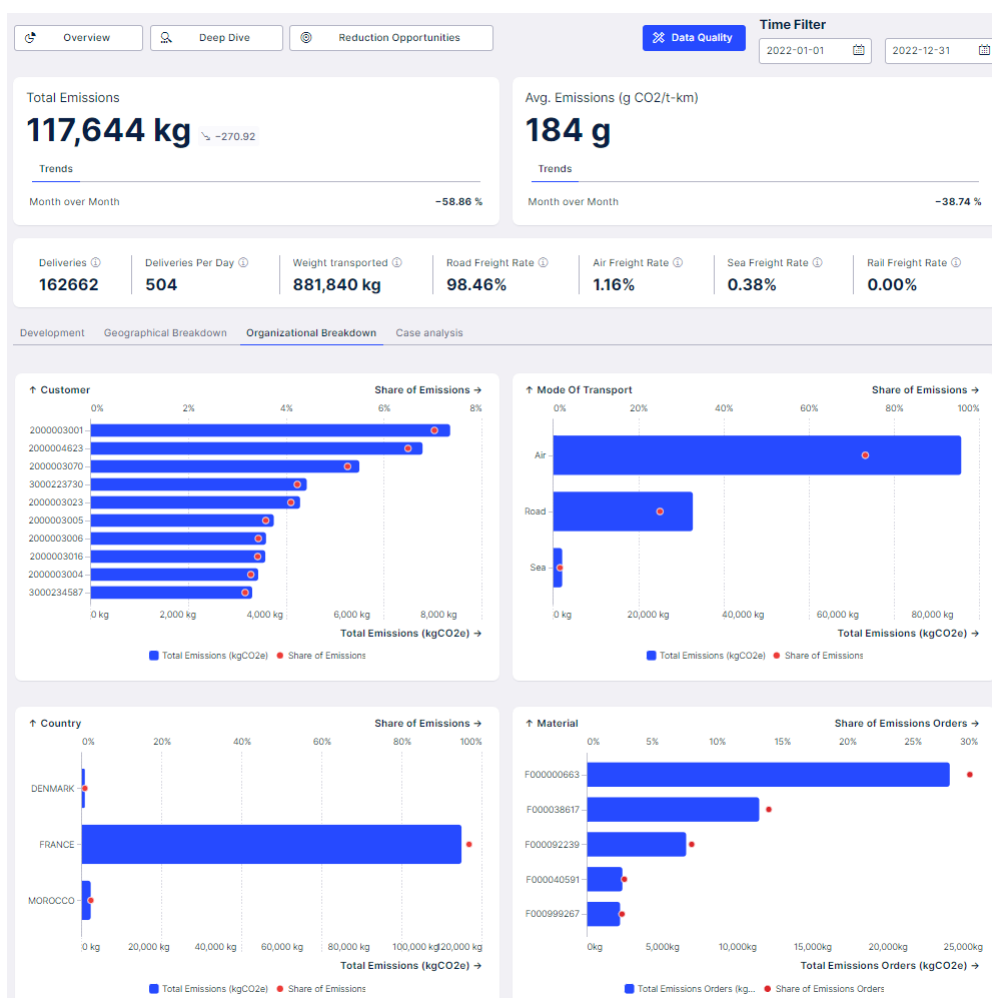 Overview
Deep Dive
Reduction Opportunities
Data Quality
Time Filter
2022-01-01
2022-12-31
Total Emissions
117,644 kg
−270.92
Trends
Month over Month
−58.86 %
Avg. Emissions (g CO2/t-km)
184 g
Trends
Month over Month
−38.74 %
Deliveries ⓘ
162662
Deliveries Per Day ⓘ
504
Weight transported ⓘ
881,840 kg
Road Freight Rate ⓘ
98.46%
Air Freight Rate ⓘ
1.16%
Sea Freight Rate ⓘ
0.38%
Rail Freight Rate ⓘ
0.00%
Development Geographical Breakdown Organizational Breakdown Case analysis
↑ Customer Share of Emissions →
0% 2% 4% 6% 8%
2000003001
2000004623
2000003070
3000223730
2000003023
2000003005
2000003006
2000003016
2000003004
3000234587
0 kg 2,000 kg 4,000 kg 6,000 kg 8,000 kg
Total Emissions (kgCO2e) →
Total Emissions (kgCO2e) Share of Emissions
↑ Mode Of Transport Share of Emissions →
0% 20% 40% 60% 80% 100%
Air
Road
Sea
0 kg 20,000 kg 40,000 kg 60,000 kg 80,000 kg
Total Emissions (kgCO2e) →
Total Emissions (kgCO2e) Share of Emissions
↑ Country Share of Emissions →
0% 20% 40% 60% 80% 100%
DENMARK
FRANCE
MOROCCO
0 kg 20,000 kg 40,000 kg 60,000 kg 80,000 kg 100,000 kg 120,000 kg
Total Emissions (kgCO2e) →
Total Emissions (kgCO2e) Share of Emissions
↑ Material Share of Emissions Orders →
0% 5% 10% 15% 20% 25% 30%
F000000663
F000038617
F000092239
F000040591
F000999267
0kg 5,000kg 10,000kg 15,000kg 20,000kg 25,000kg
Total Emissions Orders (kgCO2e) →
Total Emissions Orders (kg... Share of Emissions Orders